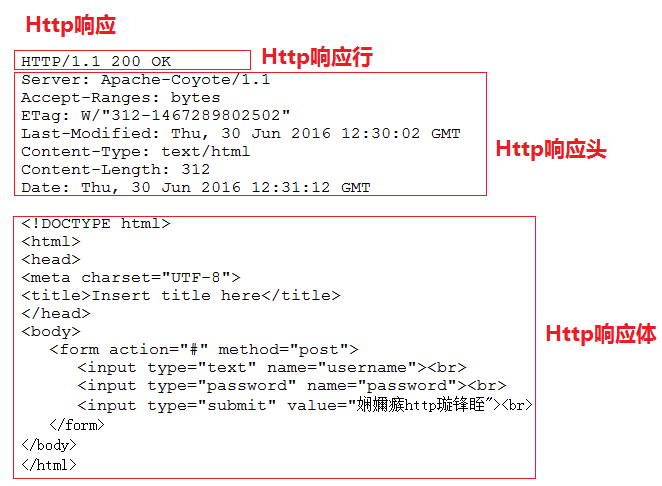 Http响应
HTTP/1.1 200 OK
Http响应行
Server: Apache-Coyote/1.1
Accept-Ranges: bytes
ETag: W/"312-1467289802502"
Last-Modified: Thu, 30 Jun 2016 12:30:02 GMT
Content-Type: text/html
Content-Length: 312
Date: Thu, 30 Jun 2016 12:31:12 GMT
Http响应头
<!DOCTYPE html>
<html>
<head>
<meta charset="UTF-8">
<title>Insert title here</title>
</head>
<body>
<form action="#" method="post">
<input type="text" name="username"><br>
<input type="password" name="password"><br>
<input type="submit" value="娴嬭瘯http璇锋眰"><br>
</form>
</body>
</html>
Http响应体